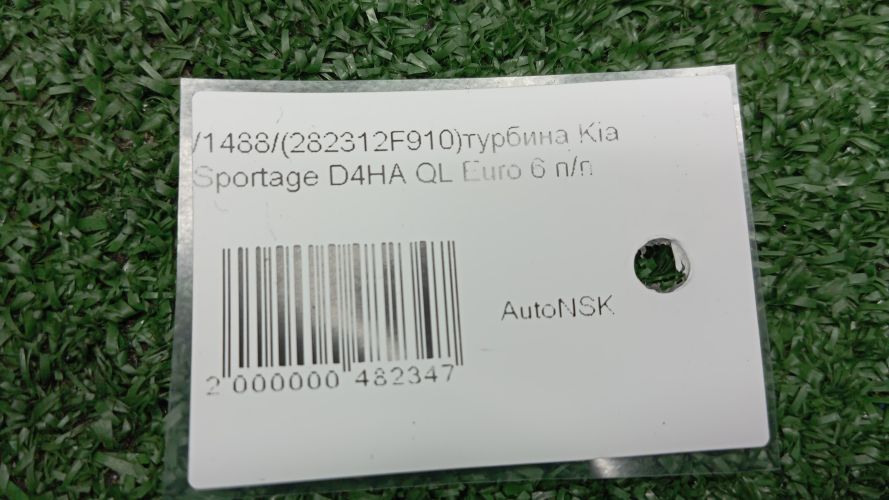 /1488/(282312F910)турбина Kia
Sportage D4HA QL Euro 6 п/п
AutoNSK
2 000000 482347